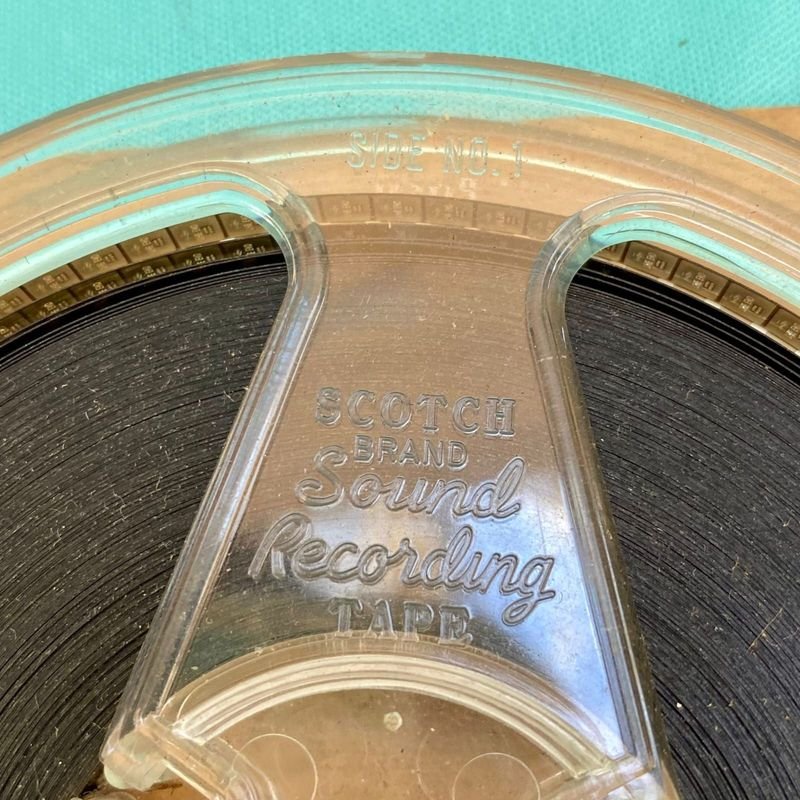 SIDE NO. 1
SCOTCH
BRAND
Sound
Recording
TAPE